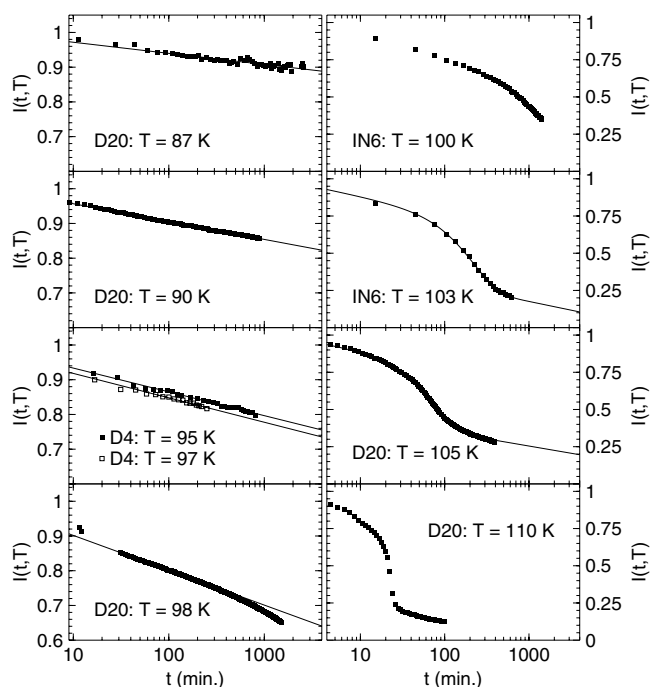 I(t,T)
1
0.9
0.8
0.7
D20: T = 87 K
IN6: T = 100 K
1
0.75
0.5
0.25
I(t,T)
I(t,T)
1
0.9
0.8
0.7
D20: T = 90 K
IN6: T = 103 K
1
0.75
0.5
0.25
I(t,T)
I(t,T)
1
0.9
0.8
0.7
D4: T = 95 K
D4: T = 97 K
D20: T = 105 K
1
0.75
0.5
0.25
I(t,T)
I(t,T)
1
0.9
0.8
0.7
0.6
D20: T = 98 K
D20: T = 110 K
1
0.75
0.5
0.25
0
I(t,T)
10 100 1000
10 100 1000
t (min.)
t (min.)